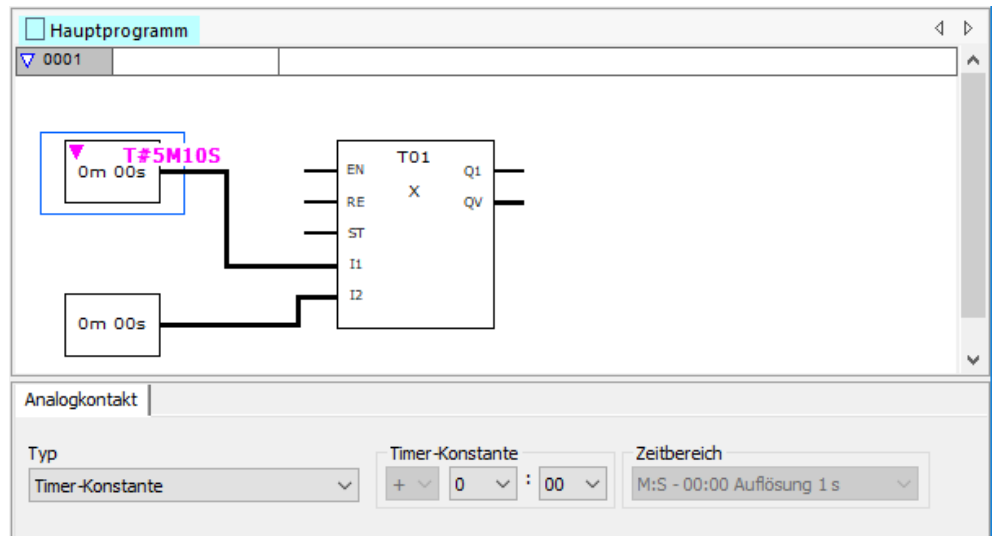 Hauptprogramm
0001
T#5M10S
0m 00s
T01
X
EN
RE
ST
I1
I2
Q1
QV
0m 00s
Analogkontakt
Typ
Timer-Konstante
Timer-Konstante
+ 0 : 00
Zeitbereich
M:S - 00:00 Auflösung 1 s